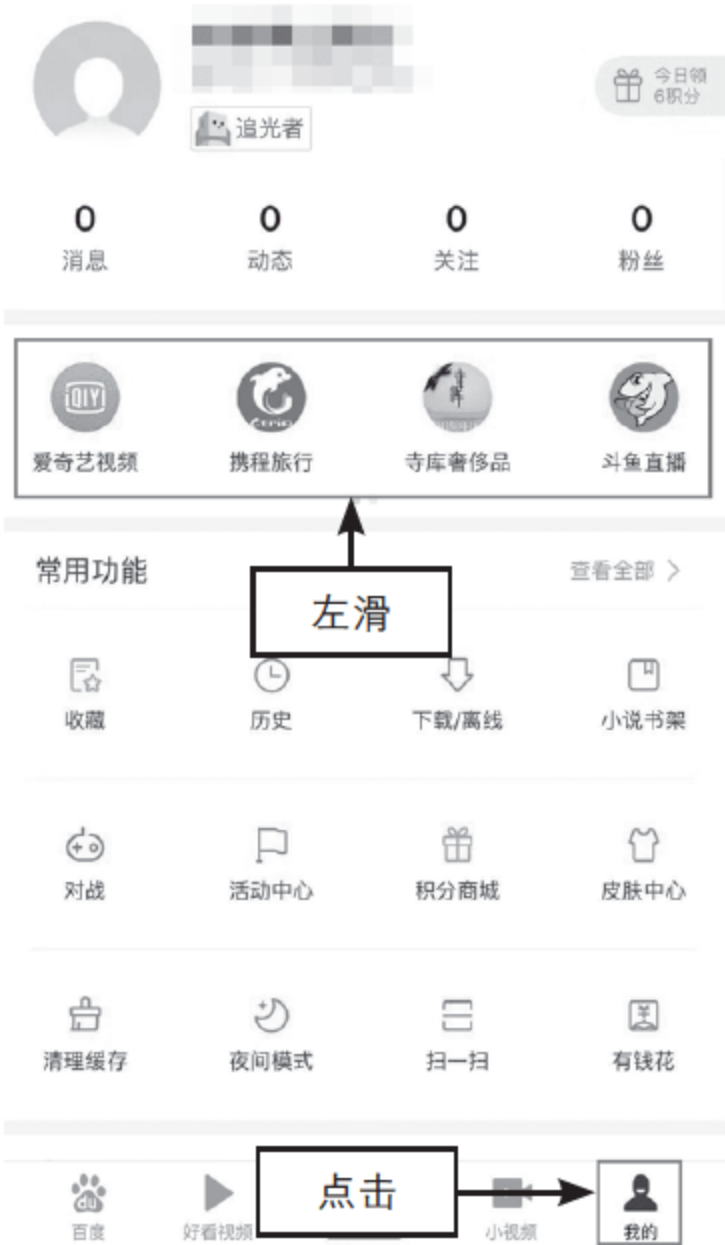 今日领
6积分
追光者
0 0 0 0
消息 动态 关注 粉丝
QIY
爱奇艺视频 携程旅行 寺库奢侈品 斗鱼直播
左滑
常用功能 查看全部
收藏 历史 下载/离线 小说书架
对战 活动中心 积分商城 皮肤中心
清理缓存 夜间模式 扫一扫 有钱花
点击
du
百度 好看视频 小视频 我的